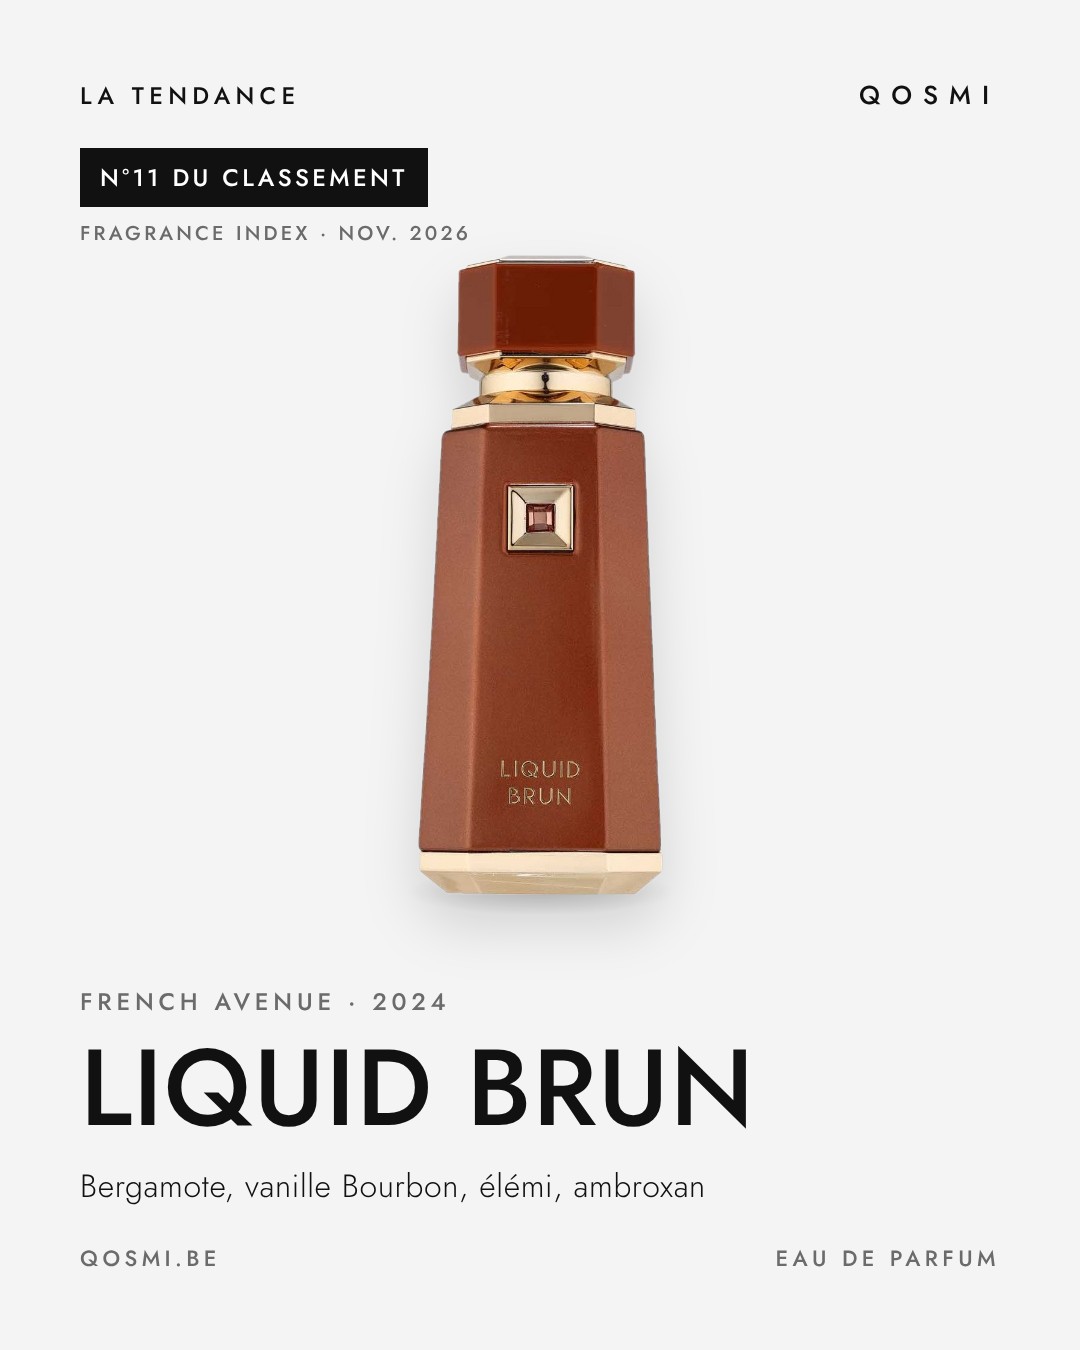 LA TENDANCE
QOSMI
N°11 DU CLASSEMENT
FRAGRANCE INDEX · NOV. 2026
LIQUID
BRUN
FRENCH AVENUE · 2024
LIQUID BRUN
Bergamote, vanille Bourbon, élémi, ambroxan
QOSMI.BE
EAU DE PARFUM